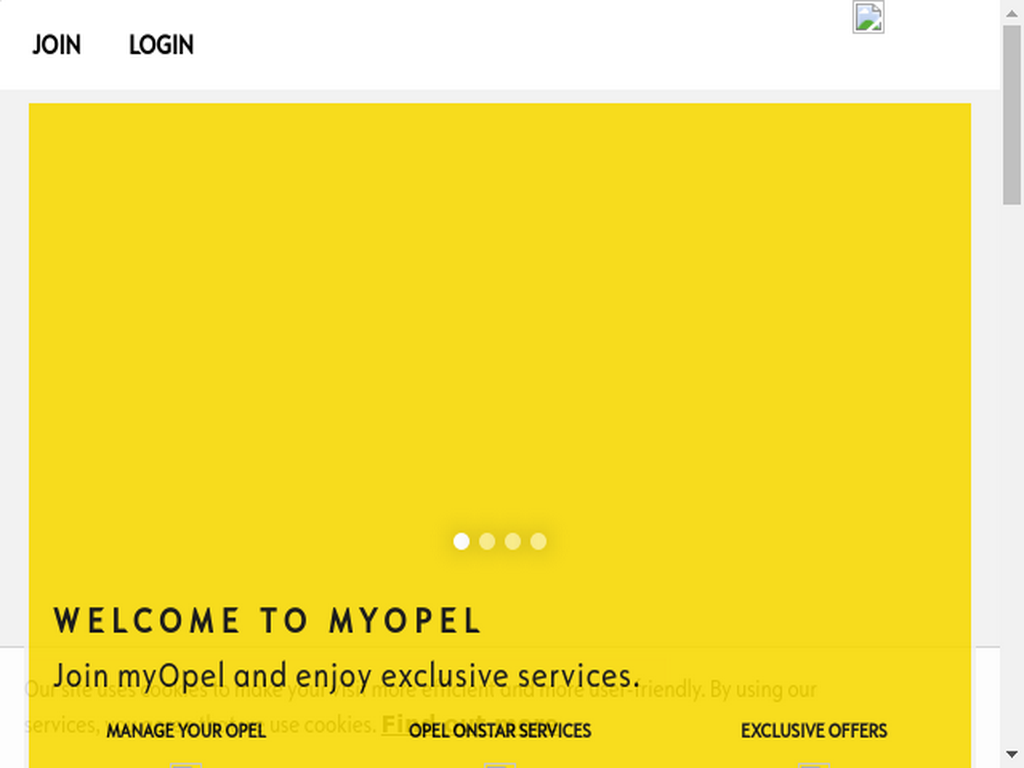 JOIN LOGIN
WELCOME TO MYOPEL
Join myOpel and enjoy exclusive services.
Our site uses cookies to make your visit more efficient and more user-friendly. By using our
services, you agree that we use cookies. Find out more
MANAGE YOUR OPEL OPEL ONSTAR SERVICES EXCLUSIVE OFFERS